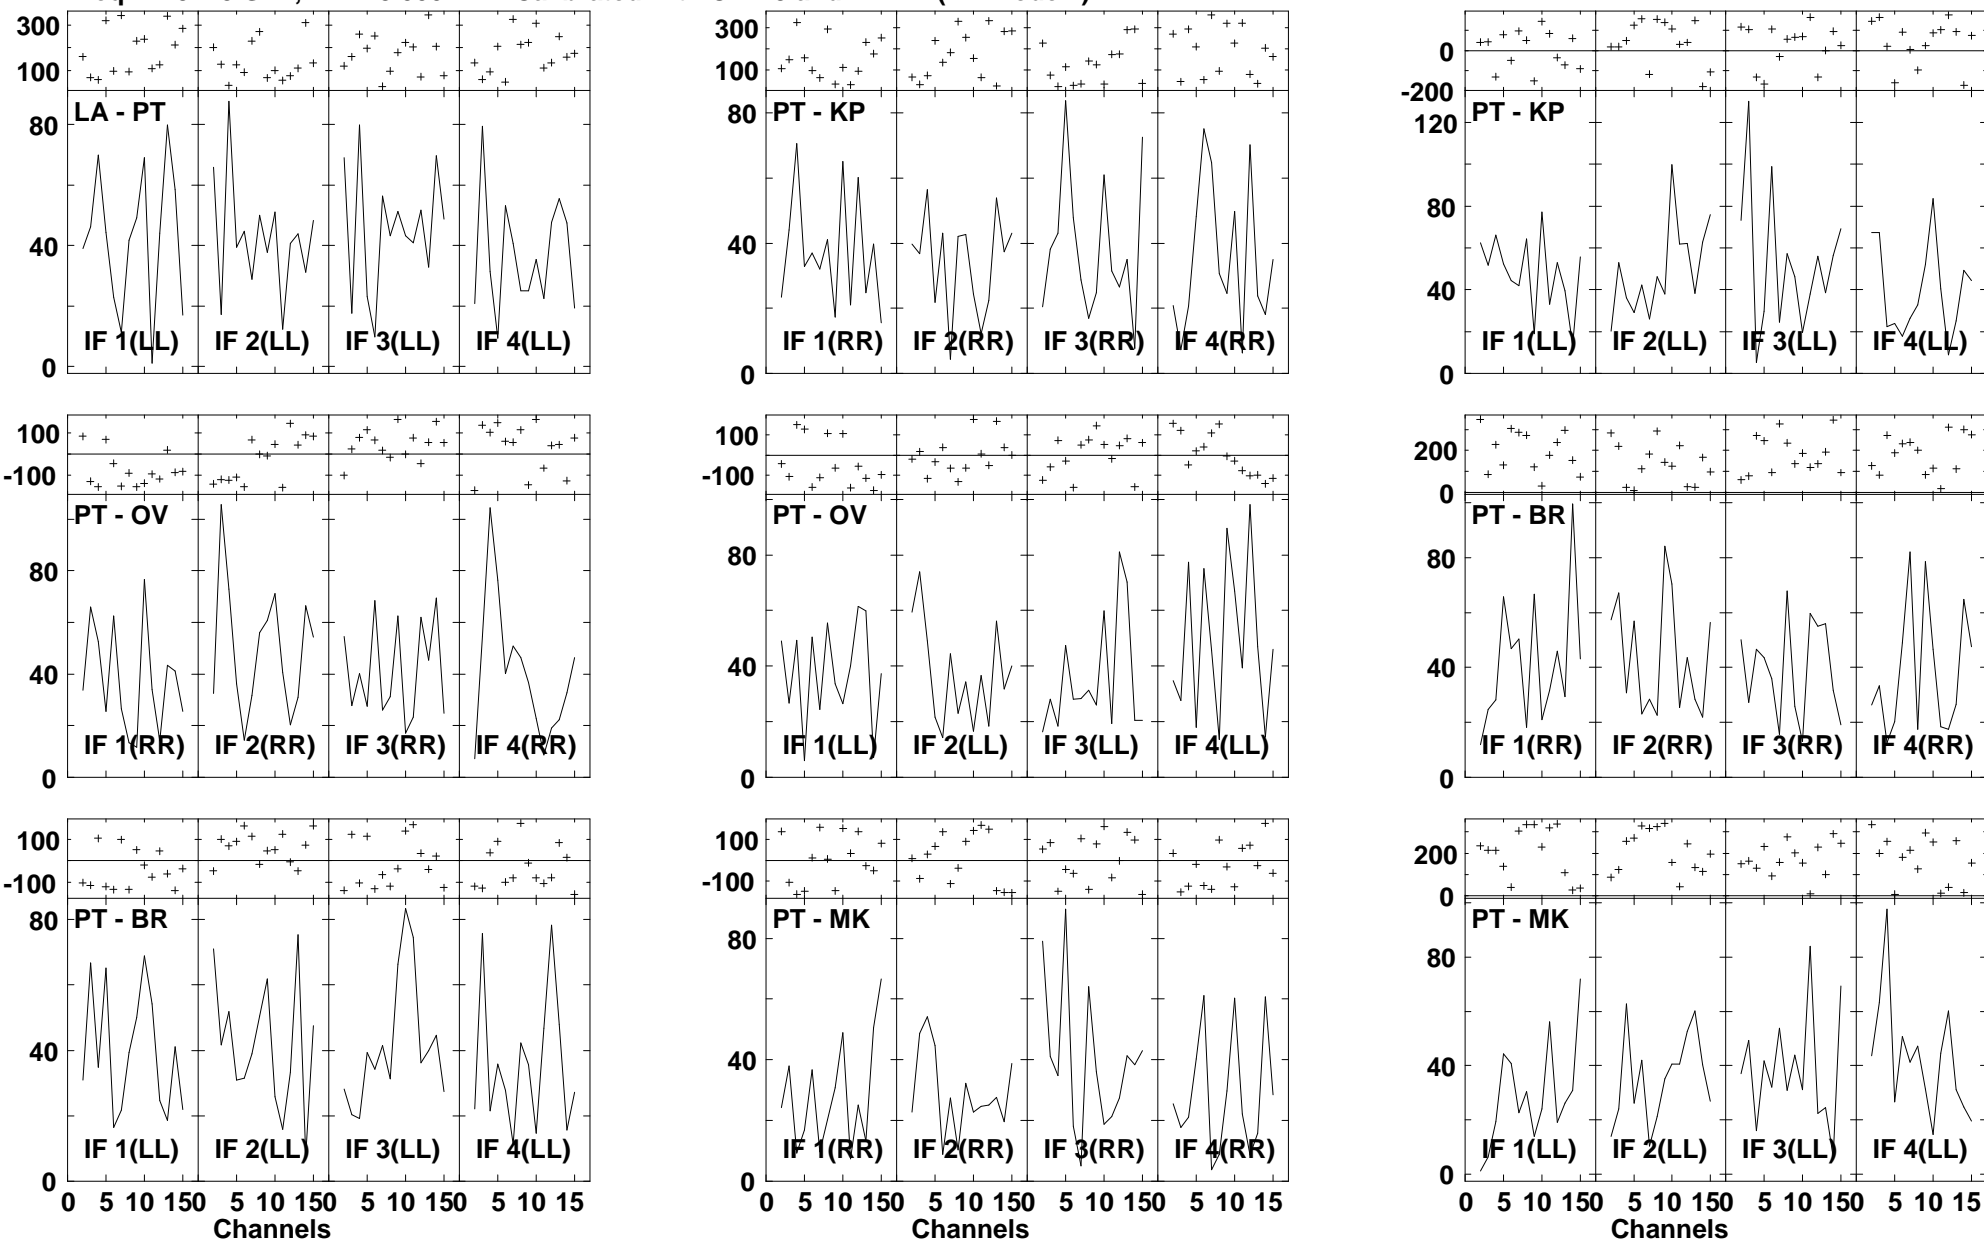 300
100
LA - PT
80
40
0
IF 1(LL) IF 2(LL) IF 3(LL) IF 4(LL)
300
100
PT - KP
80
40
0
IF 1(RR) IF 2(RR) IF 3(RR) IF 4(RR)
0
-200
PT - KP
120
80
40
0
IF 1(LL) IF 2(LL) IF 3(LL) IF 4(LL)
100
-100
PT - OV
80
40
0
IF 1(RR) IF 2(RR) IF 3(RR) IF 4(RR)
100
-100
PT - OV
80
40
0
IF 1(LL) IF 2(LL) IF 3(LL) IF 4(LL)
200
0
PT - BR
80
40
0
IF 1(RR) IF 2(RR) IF 3(RR) IF 4(RR)
100
-100
PT - BR
80
40
0
IF 1(LL) IF 2(LL) IF 3(LL) IF 4(LL)
0 5 10 150 5 10 150 5 10 150 5 10 15
Channels
100
-100
PT - MK
80
40
0
IF 1(RR) IF 2(RR) IF 3(RR) IF 4(RR)
0 5 10 150 5 10 150 5 10 150 5 10 15
Channels
200
0
PT - MK
80
40
0
IF 1(LL) IF 2(LL) IF 3(LL) IF 4(LL)
0 5 10 150 5 10 150 5 10 150 5 10 15
Channels